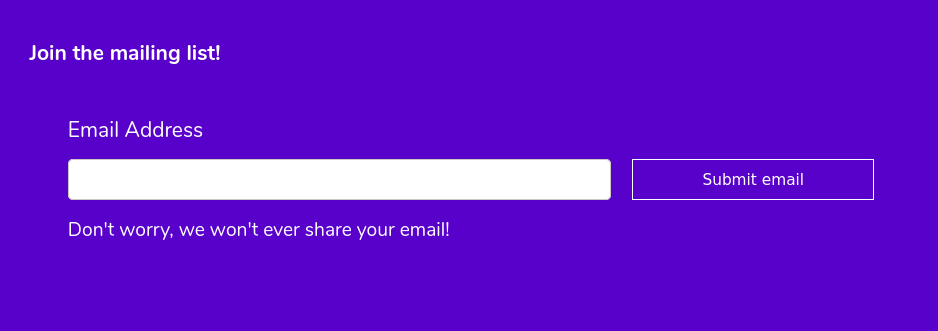 Join the mailing list!
Email Address
Submit email
Don't worry, we won't ever share your email!